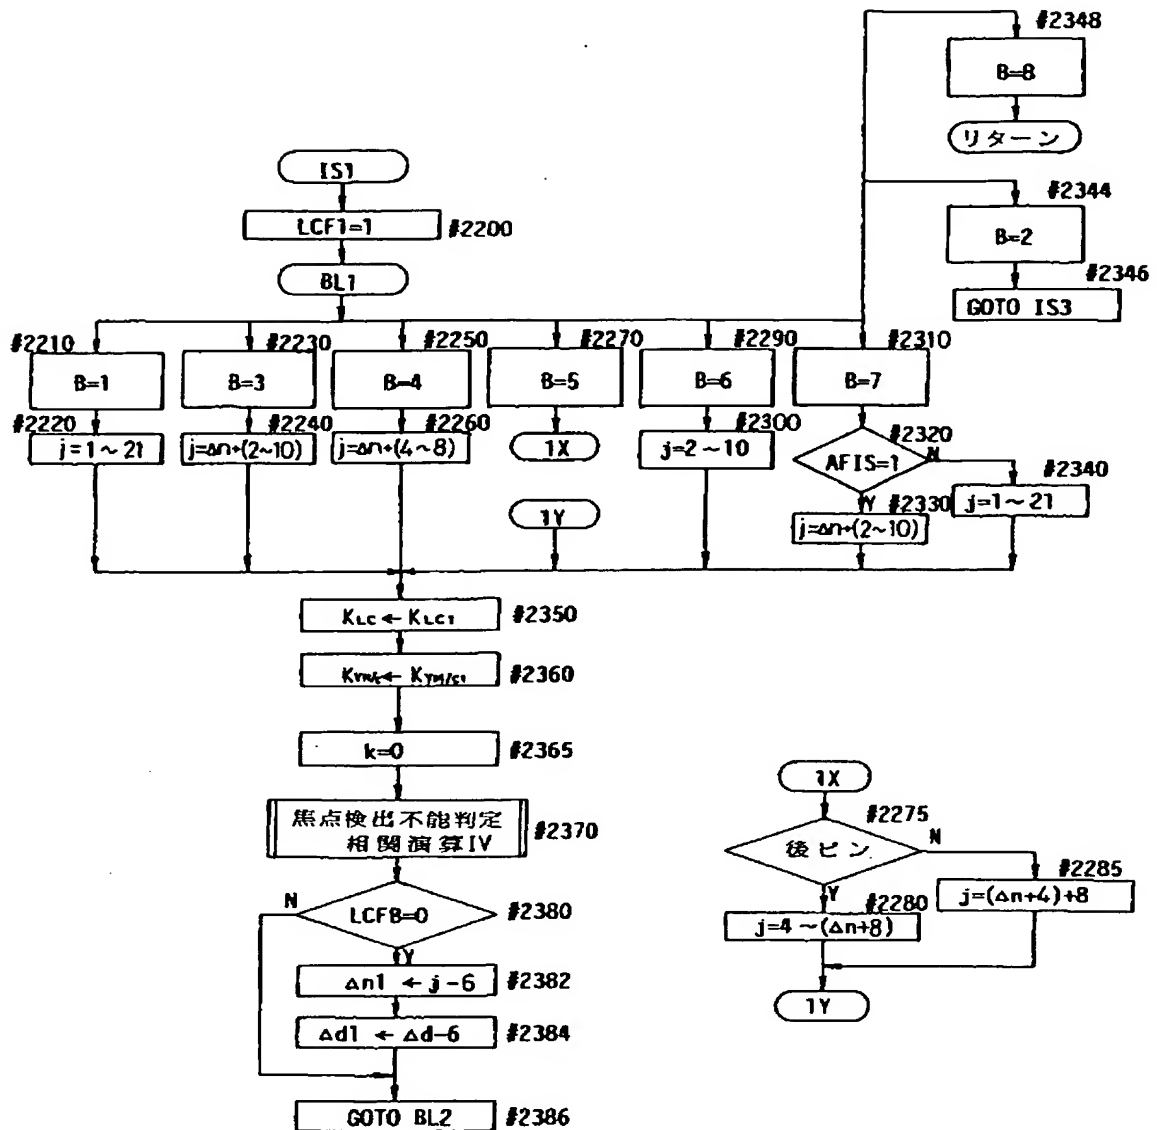 #2348
B=8
リターン
IS1
#2344
LCF1=1 #2200
B=2
BL1
#2346
GOTO IS3
#2210 #2230 #2250 #2270 #2290 #2310
B=1 B=3 B=4 B=5 B=6 B=7
#2220 #2240 #2260 #2300 #2320
j=1~21 j=Δn+(2~10) j=Δn+(4~8) 1X j=2~10 AFIS=1 N
#2340
Y #2330 j=1~21
1Y
j=Δn+(2~10)
KLC←KLC1 #2350
KYM/C←KYM/C1 #2360
k=0 #2365
1X
焦点検出不能判定
相関演算IV #2370
#2275
後ピン N
#2285
N LCFB=0 #2380
j=(Δn+4)+8
Y #2280
j=4~(Δn+8)
Y
Δn1 ← j-6 #2382
1Y
Δd1 ← Δd-6 #2384
GOTO BL2 #2386